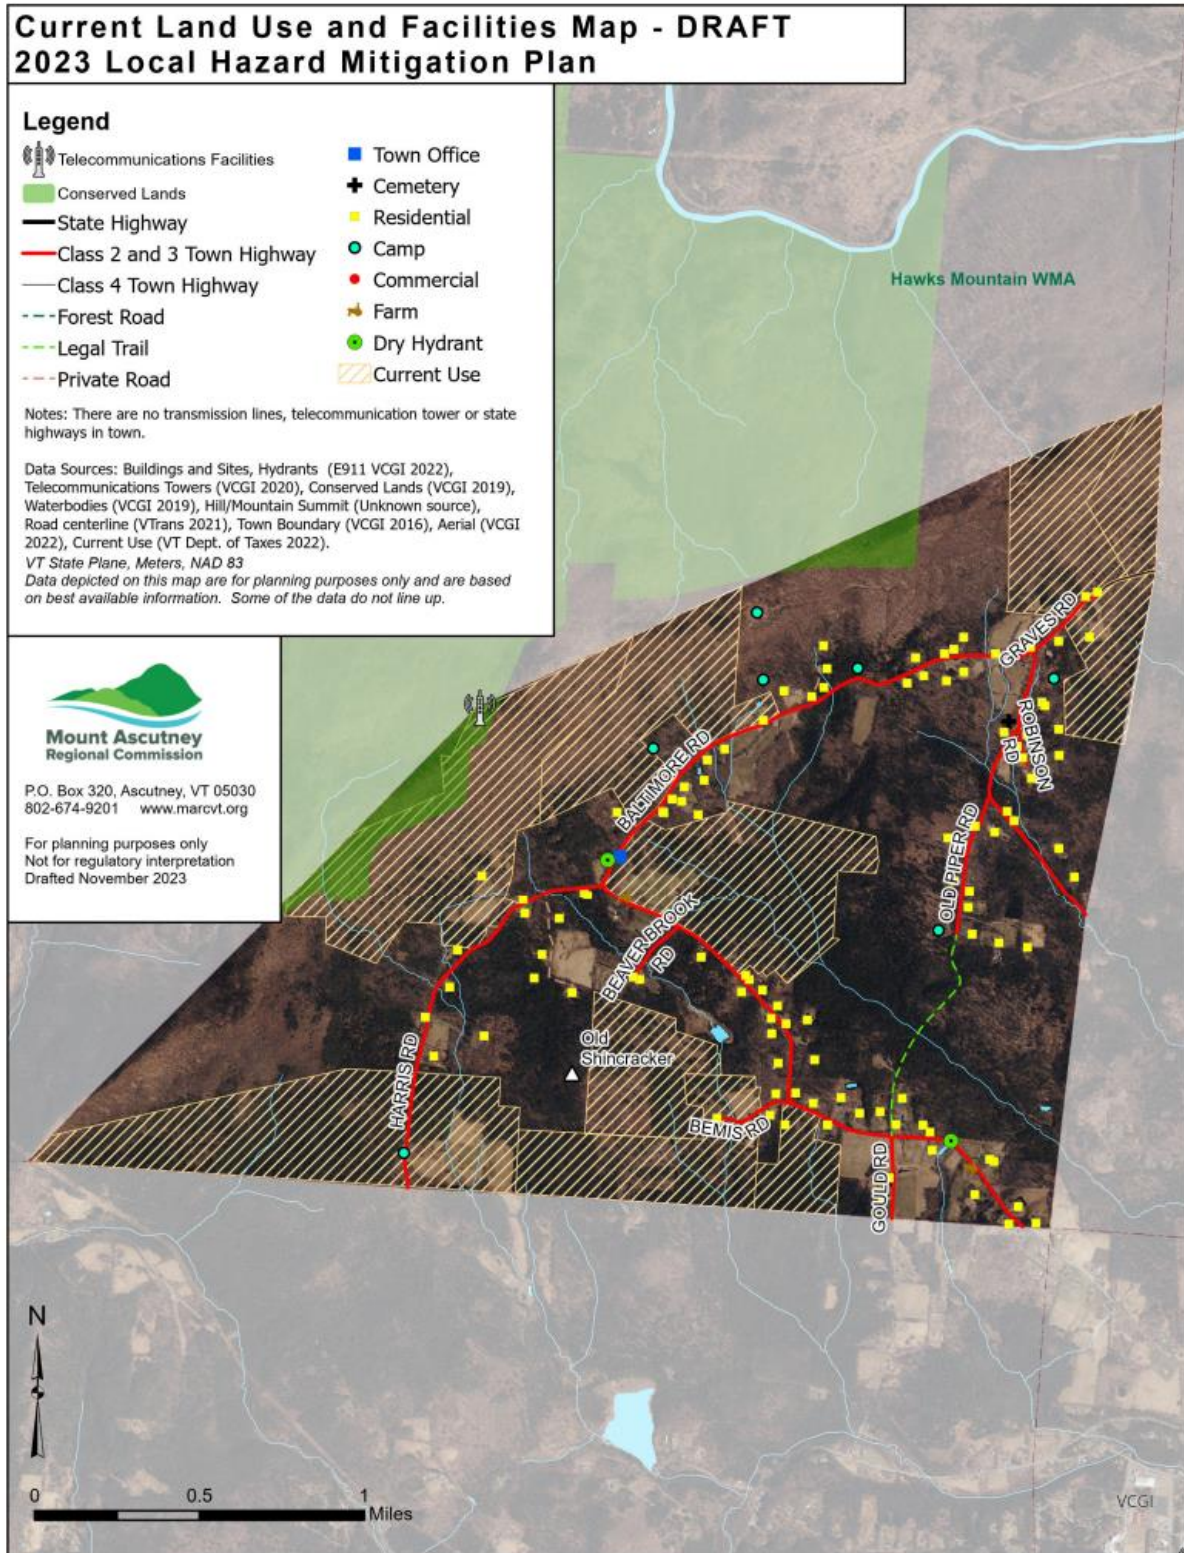 Current Land Use and Facilities Map - DRAFT
2023 Local Hazard Mitigation Plan
Legend
Telecommunications Facilities
Conserved Lands
State Highway
Class 2 and 3 Town Highway
Class 4 Town Highway
Forest Road
Legal Trail
Private Road
Town Office
Cemetery
Residential
Camp
Commercial
Farm
Dry Hydrant
Current Use
Notes: There are no transmission lines, telecommunication tower or state
highways in town.
Data Sources: Buildings and Sites, Hydrants (E911 VCGI 2022),
Telecommunications Towers (VCGI 2020), Conserved Lands (VCGI 2019),
Waterbodies (VCGI 2019), Hill/Mountain Summit (Unknown source),
Road centerline (VTrans 2021), Town Boundary (VCGI 2016), Aerial (VCGI
2022), Current Use (VT Dept. of Taxes 2022).
VT State Plane, Meters, NAD 83
Data depicted on this map are for planning purposes only and are based
on best available information. Some of the data do not line up.
Mount Ascutney
Regional Commission
P.O. Box 320, Ascutney, VT 05030
802-674-9201 www.marcvt.org
For planning purposes only
Not for regulatory interpretation
Drafted November 2023
Hawks Mountain WMA
GRAVES RD
ROBINSON
RD
BALTIMORE RD
OLD PIPER RD
BEAVER BROOK
RD
Old
Shincracker
HARRIS RD
BEMIS RD
GOULD RD
N
0 0.5 1
Miles
VCGI